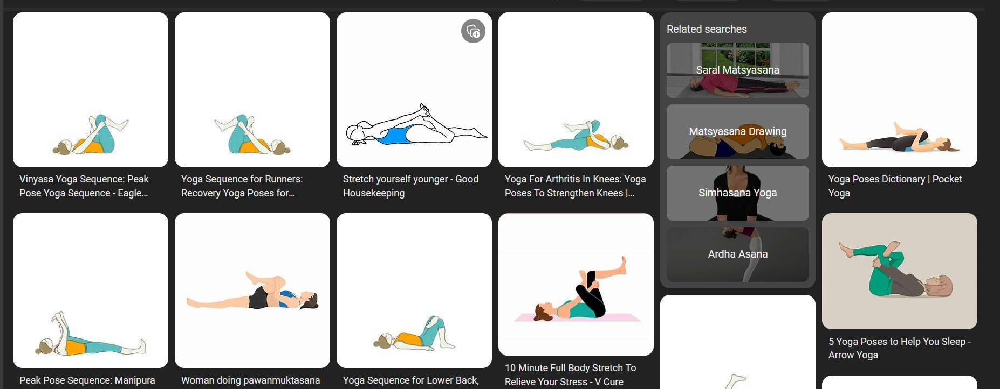 Vinyasa Yoga Sequence: Peak
Pose Yoga Sequence - Eagle...
Yoga Sequence for Runners:
Recovery Yoga Poses for...
Stretch yourself younger - Good
Housekeeping
Yoga For Arthritis In Knees: Yoga
Poses To Strengthen Knees |...
Related searches
Saral Matsyasana
Matsyasana Drawing
Simhasana Yoga
Ardha Asana
Yoga Poses Dictionary | Pocket
Yoga
Peak Pose Sequence: Manipura
Woman doing pawanmuktasana
Yoga Sequence for Lower Back,
10 Minute Full Body Stretch To
Relieve Your Stress - V Cure
5 Yoga Poses to Help You Sleep -
Arrow Yoga